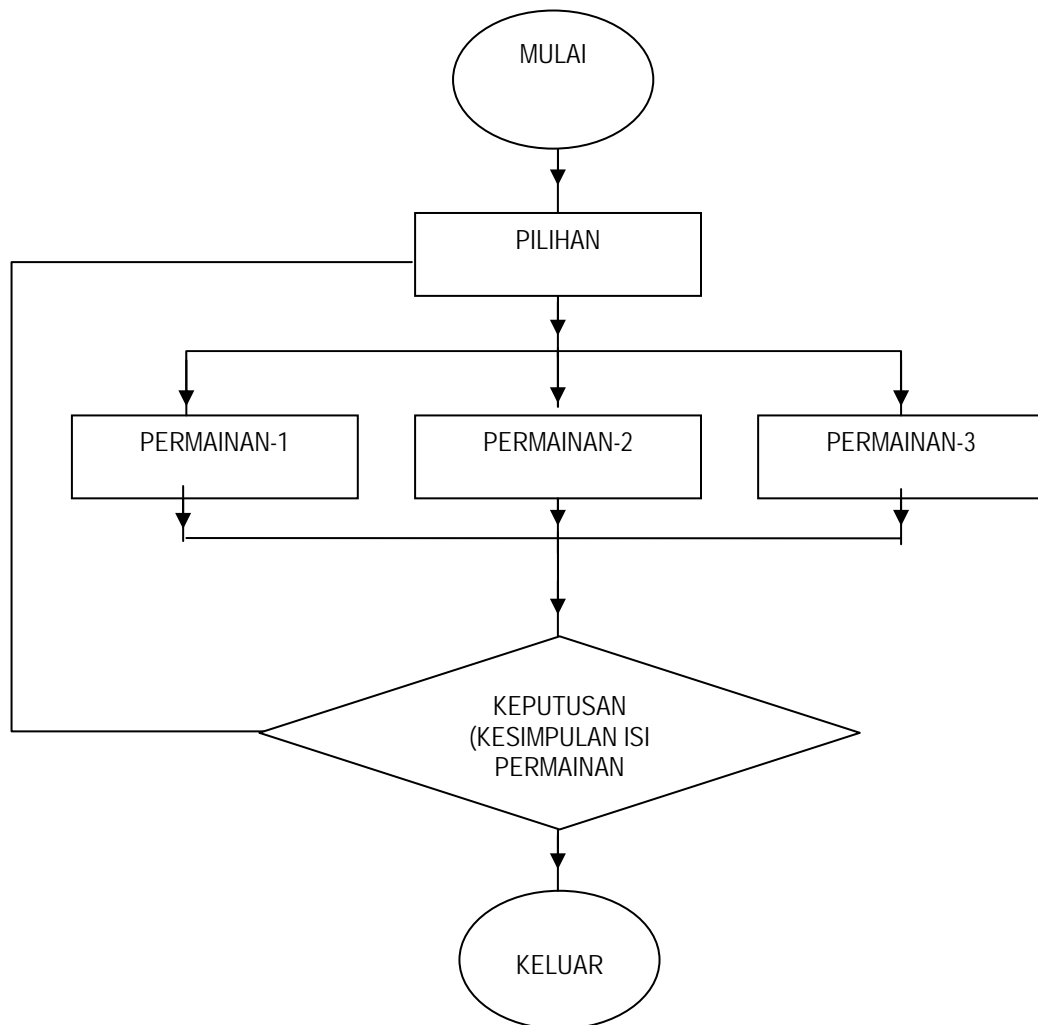 MULAI
PILIHAN
PERMAINAN-1
PERMAINAN-2
PERMAINAN-3
KEPUTUSAN
(KESIMPULAN ISI
PERMAINAN
KELUAR